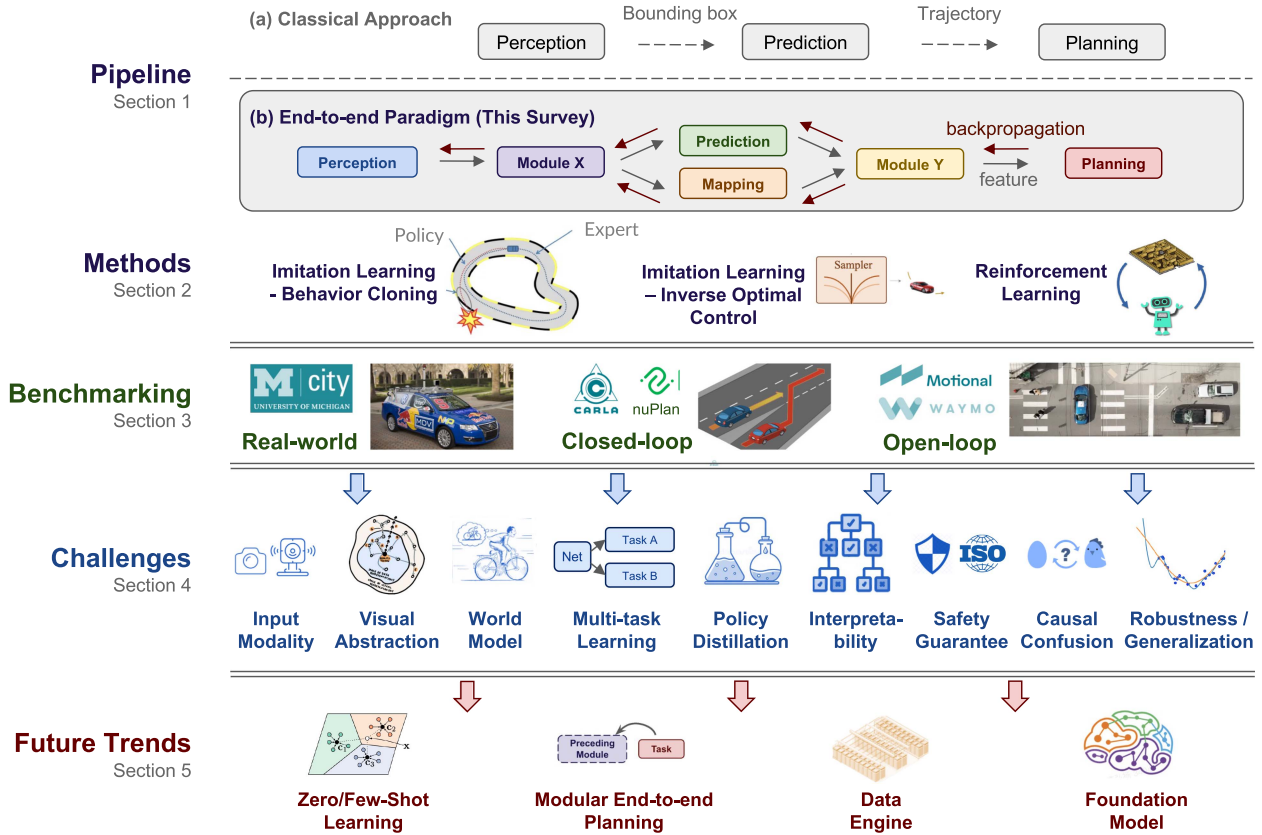 (a) Classical Approach
Bounding box
Trajectory
Perception
Prediction
Planning
Pipeline
Section 1
(b) End-to-end Paradigm (This Survey)
backpropagation
Perception
Module X
Prediction
Mapping
Module Y
feature
Planning
Methods
Section 2
Policy
Expert
Imitation Learning
- Behavior Cloning
Imitation Learning
– Inverse Optimal
Control
Sampler
Reinforcement
Learning
Benchmarking
Section 3
M city
UNIVERSITY OF MICHIGAN
MDV
Real-world
CARLA
nuPlan
Closed-loop
Motional
WAYMO
Open-loop
Challenges
Section 4
Net
Task A
Task B
ISO
?
Input
Modality
Visual
Abstraction
World
Model
Multi-task
Learning
Policy
Distillation
Interpreta-
bility
Safety
Guarantee
Causal
Confusion
Robustness /
Generalization
Future Trends
Section 5
C1
C2
C3
x
Preceding
Module
Task
Zero/Few-Shot
Learning
Modular End-to-end
Planning
Data
Engine
Foundation
Model